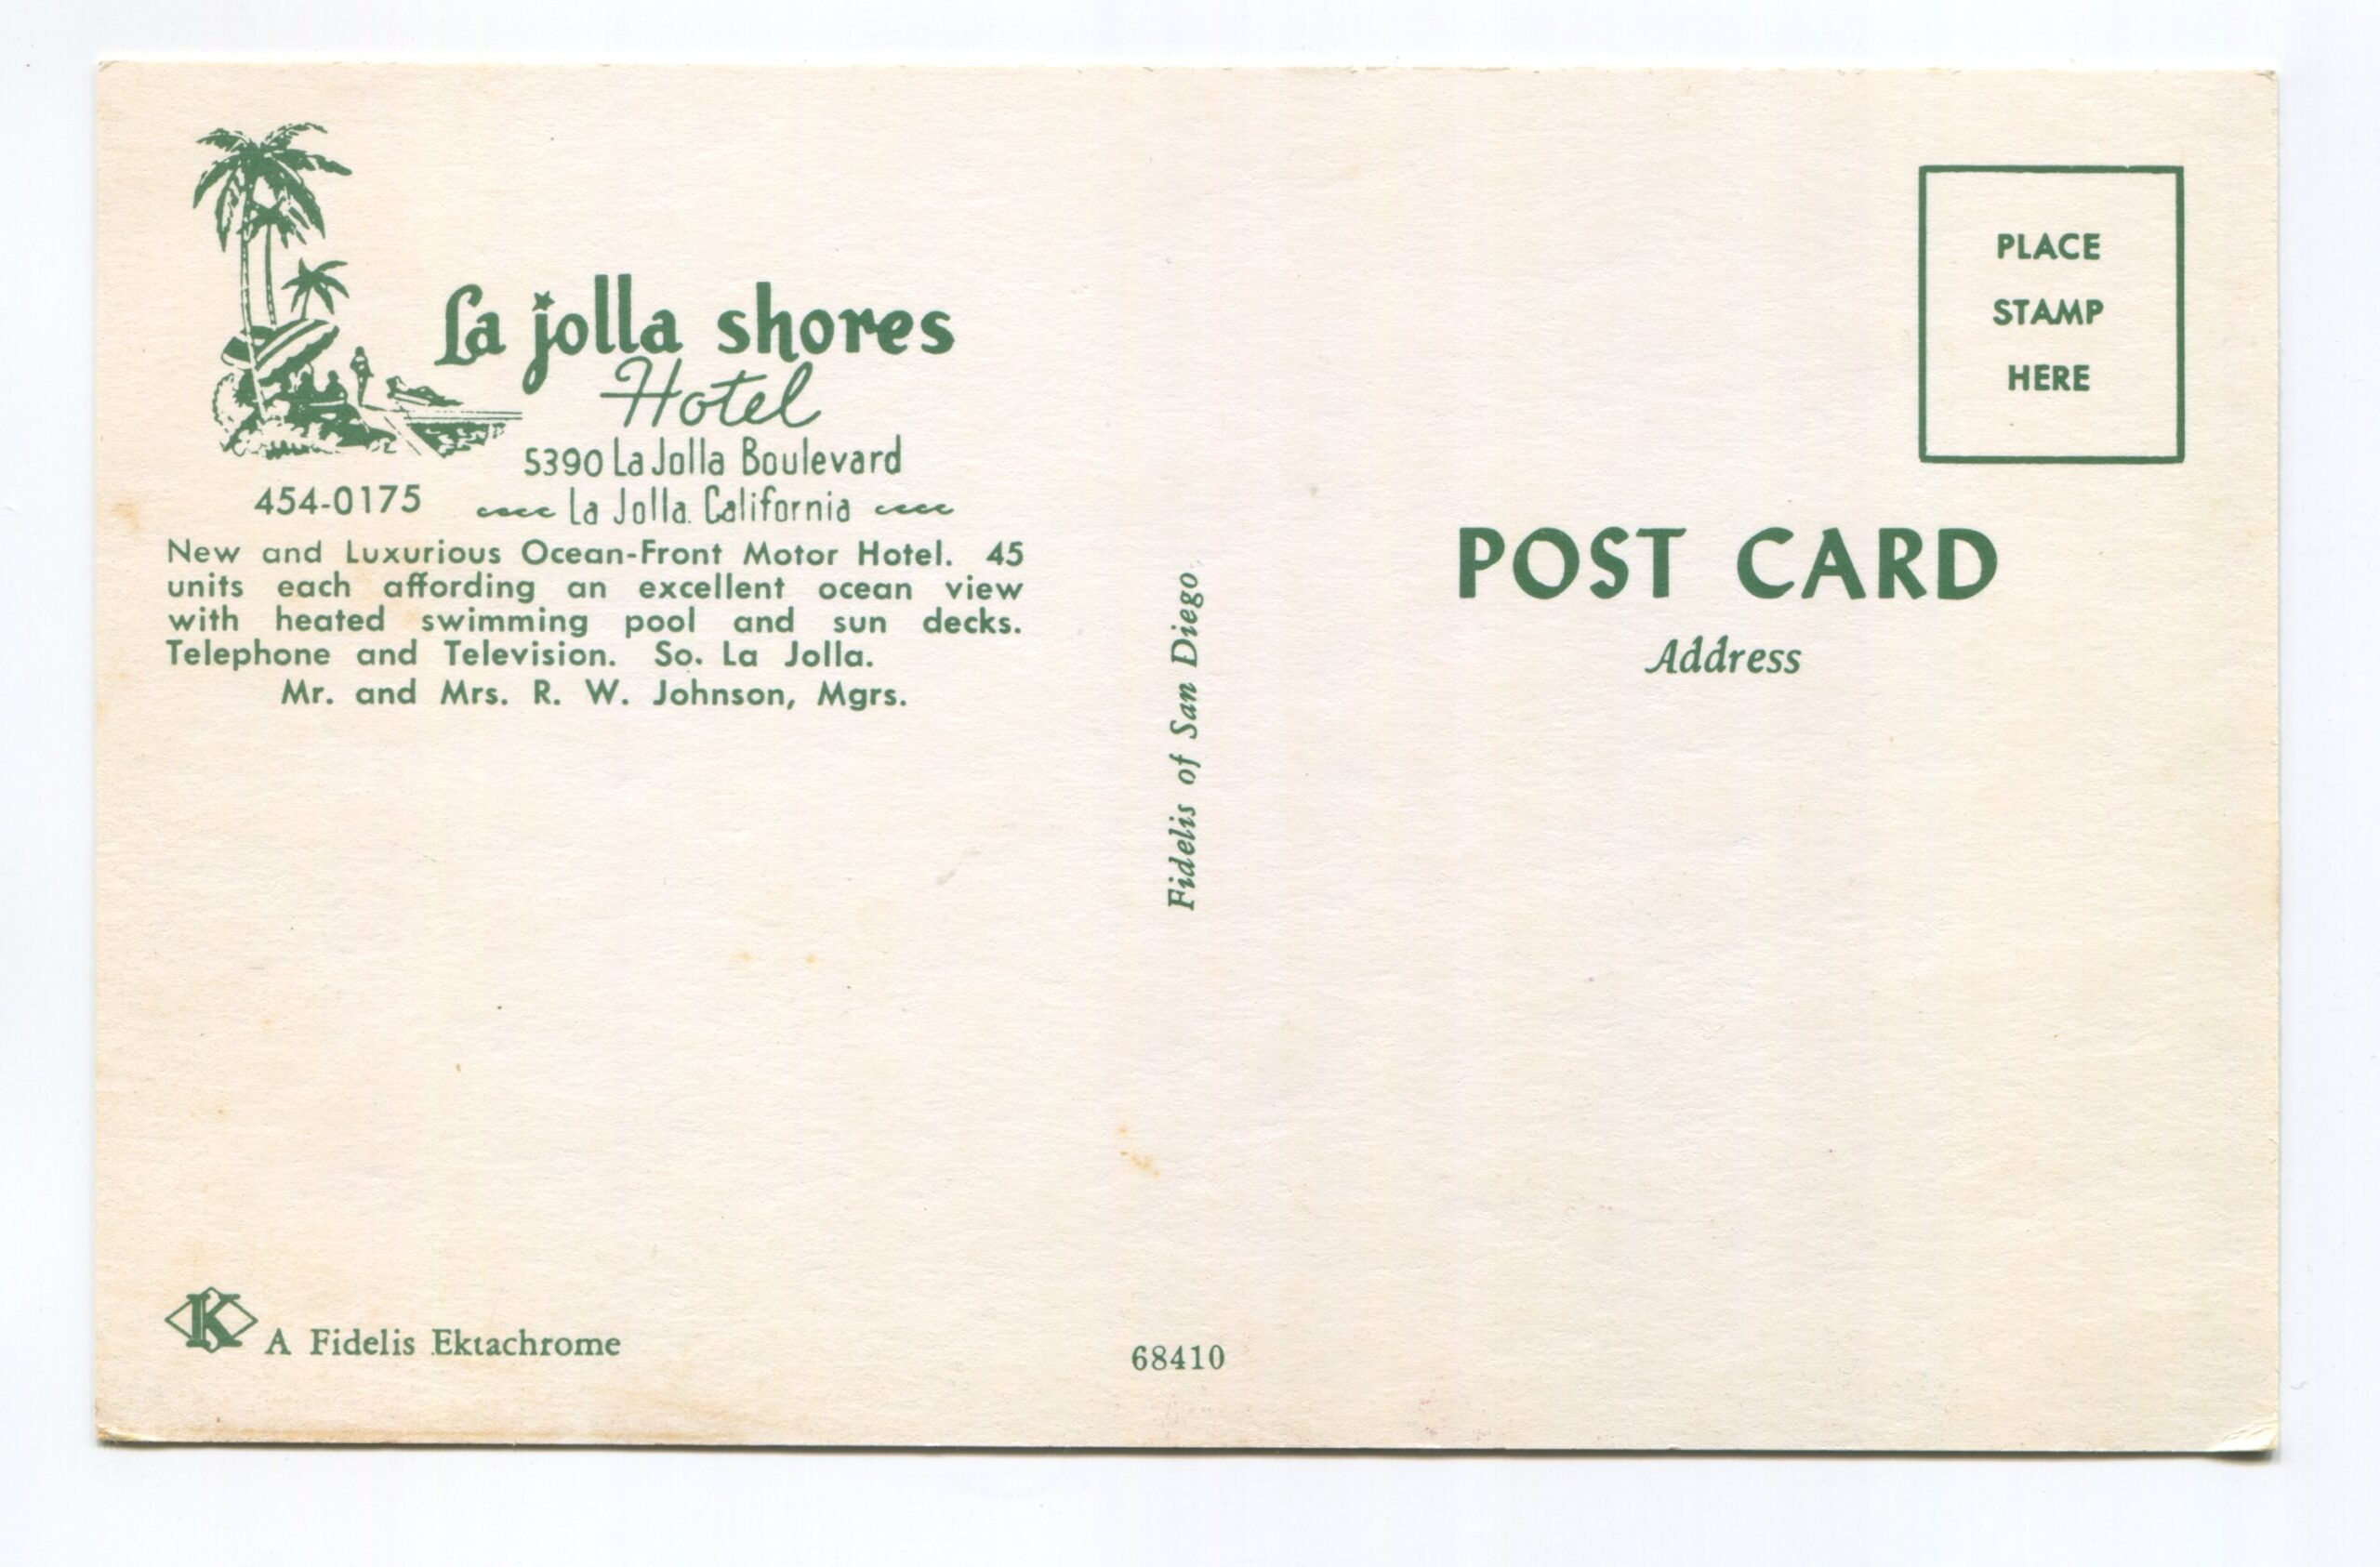 La jolla shores
Hotel
5390 La Jolla Boulevard
454-0175
La Jolla. California
New and Luxurious Ocean-Front Motor Hotel. 45
units each affording an excellent ocean view
with heated swimming pool and sun decks.
Telephone and Television. So. La Jolla.
Mr. and Mrs. R. W. Johnson, Mgrs.
K
A Fidelis Ektachrome
Fidelis of San Diego
68410
PLACE
STAMP
HERE
POST CARD
Address